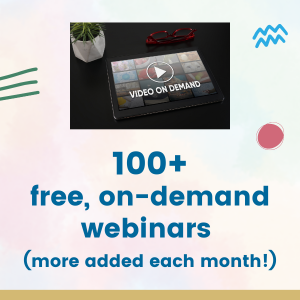 VIDEO ON DEMAND
100+
free, on-demand
webinars
(more added each month!)